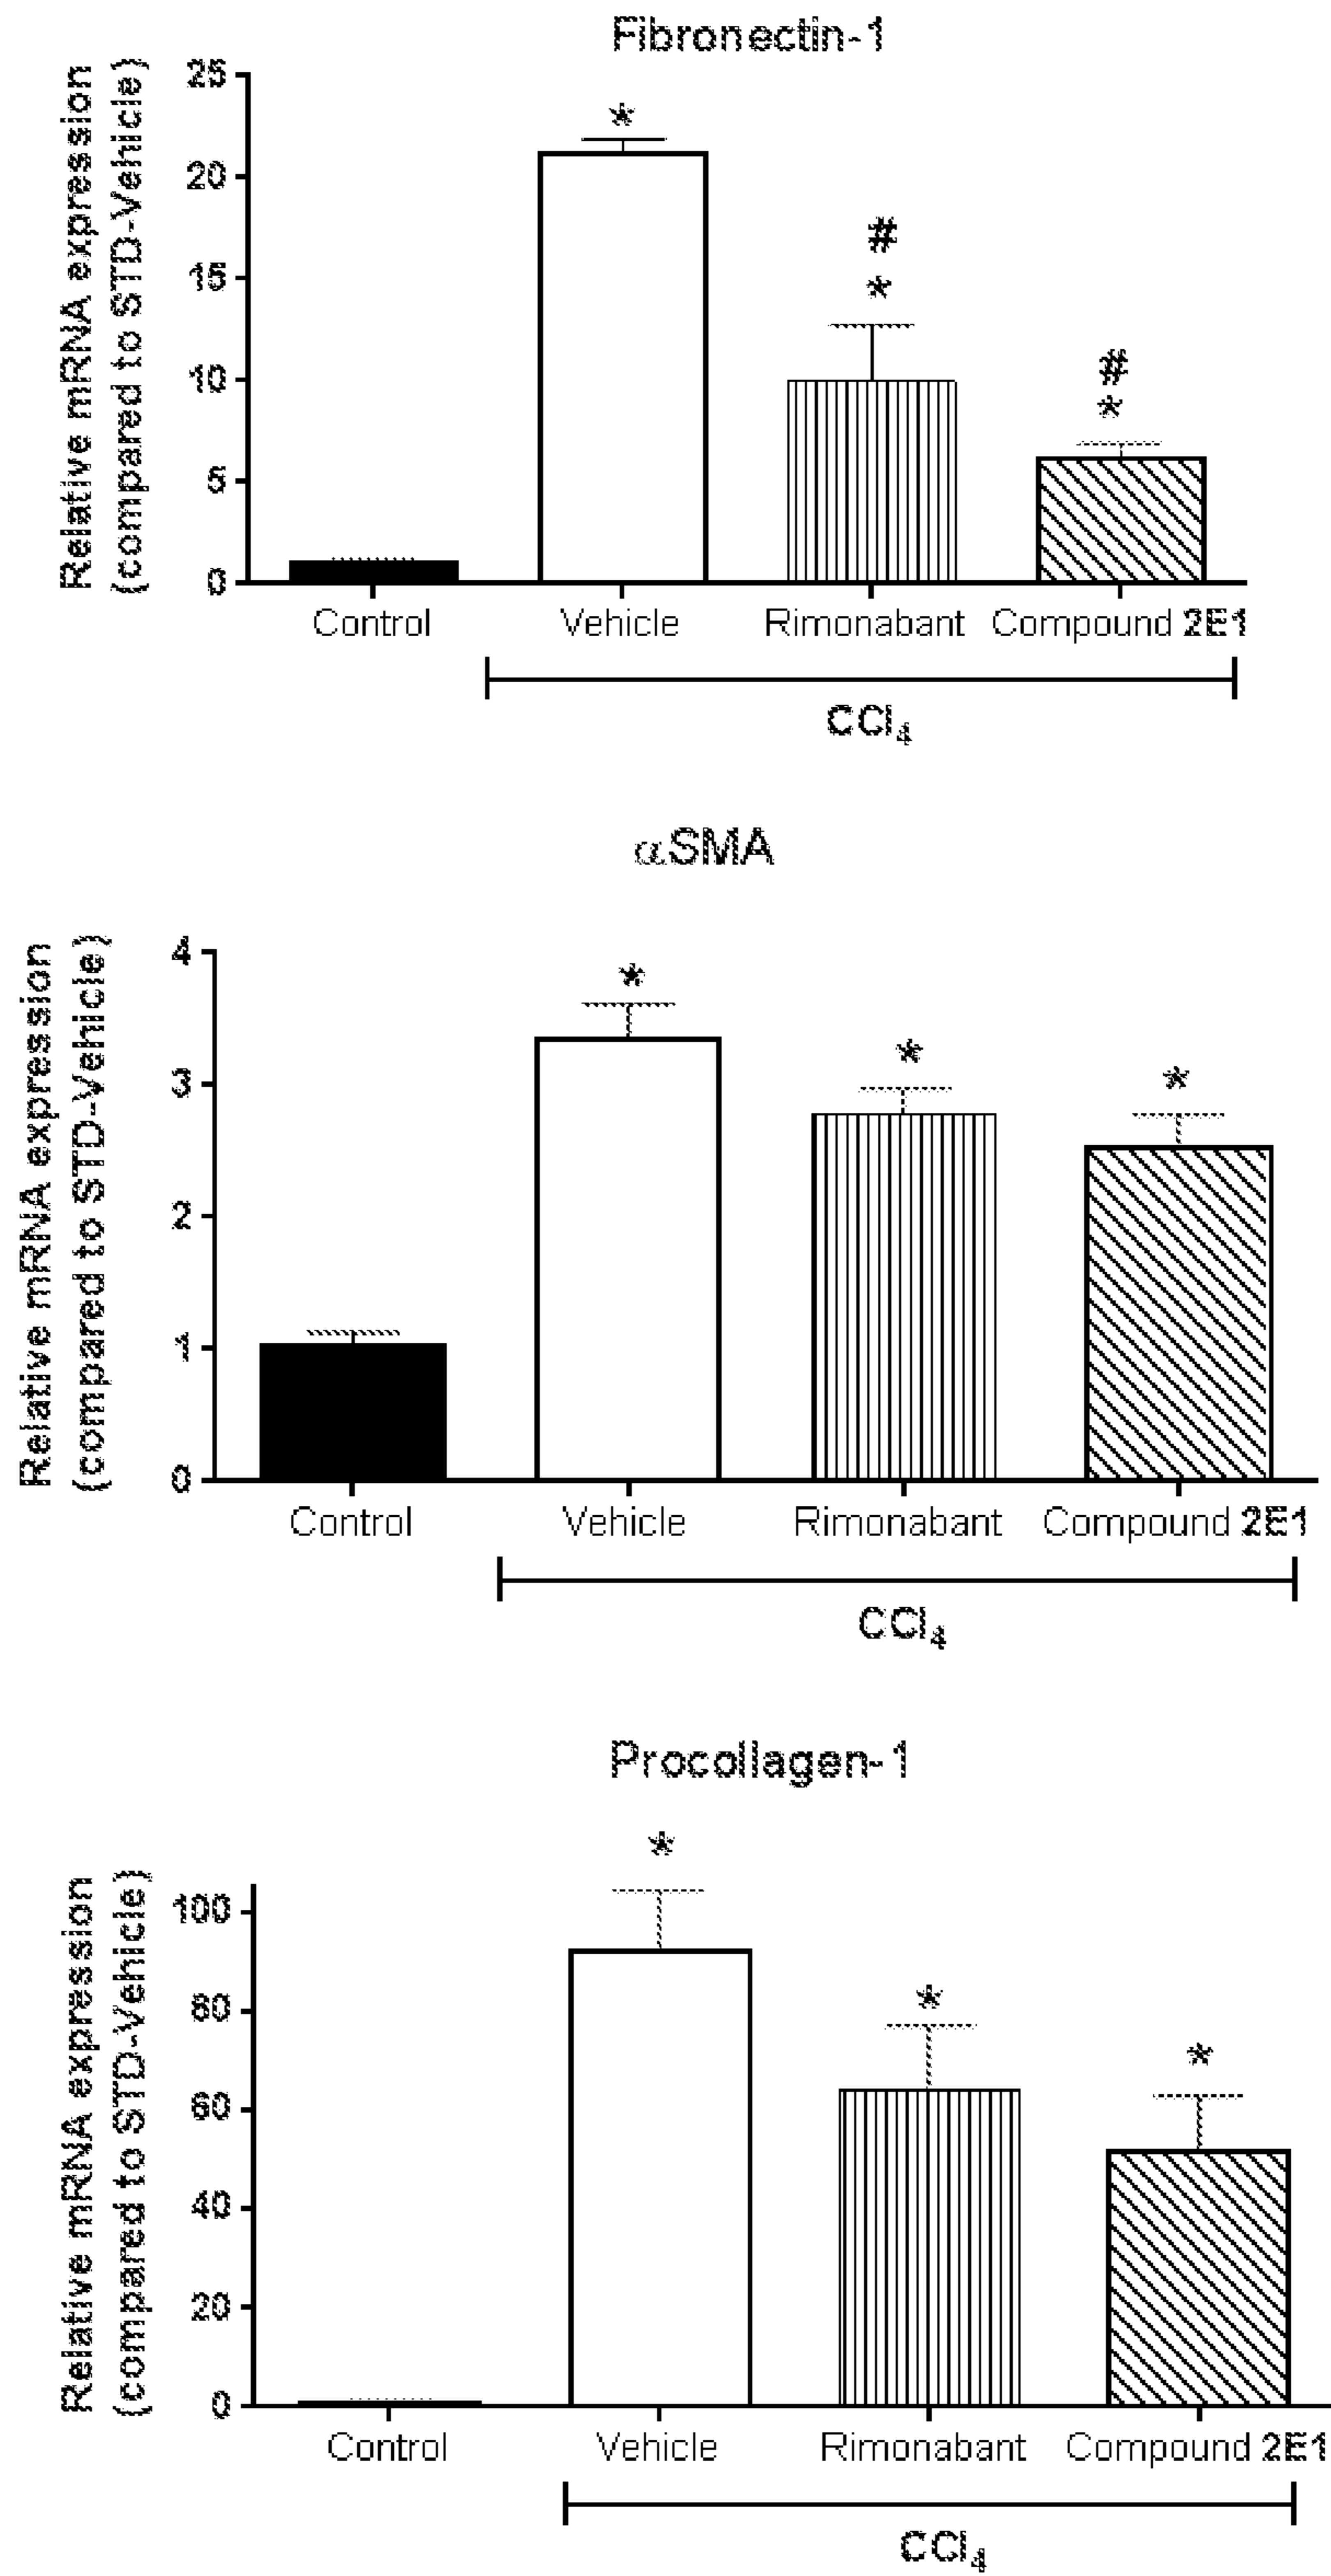 Fibronectin-1
Relative mRNA expression
(compared to STD-Vehicle)
25
20
15
10
5
0
*
#
*
#
*
Control Vehicle Rimonabant Compound 2E1
CCl₄
αSMA
Relative mRNA expression
(compared to STD-Vehicle)
4
3
2
1
0
*
*
*
Control Vehicle Rimonabant Compound 2E1
CCl₄
Procollagen-1
Relative mRNA expression
(compared to STD-Vehicle)
100
80
60
40
20
0
*
*
*
Control Vehicle Rimonabant Compound 2E1
CCl₄